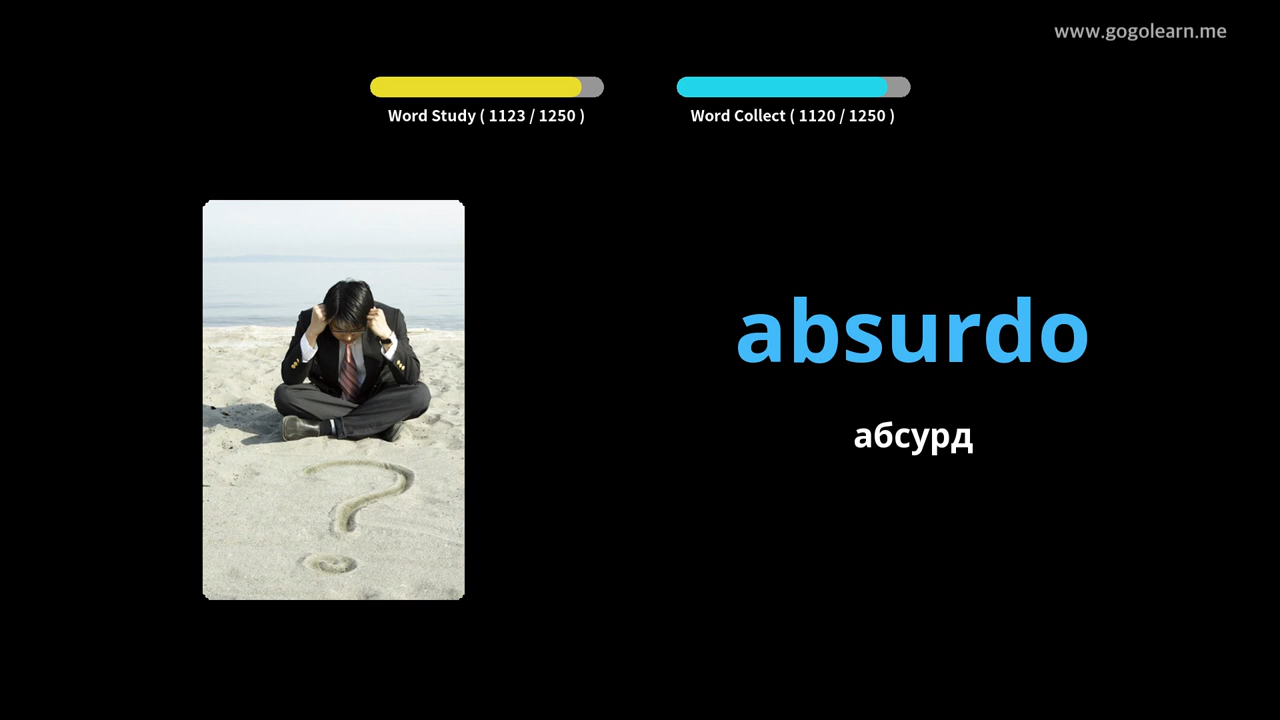 www.gogolearn.me
Word Study ( 1123 / 1250 )
Word Collect ( 1120 / 1250 )
absurdo
абсурд
?